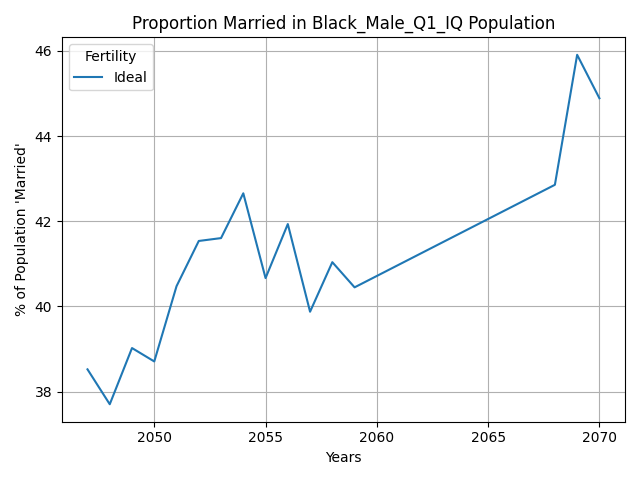 Proportion Married in Black_Male_Q1_IQ Population
46
44
42
40
38
% of Population 'Married'
Fertility
Ideal
2050
2055
2060
2065
2070
Years